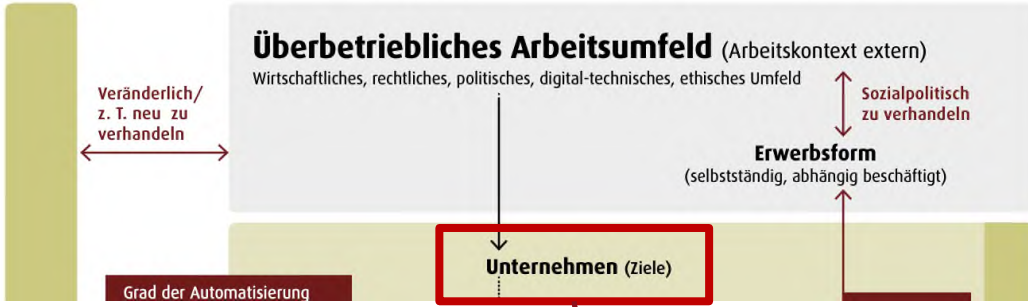 Überbetriebliches Arbeitsumfeld (Arbeitskontext extern)
Wirtschaftliches, rechtliches, politisches, digital-technisches, ethisches Umfeld
Veränderlich/
z. T. neu zu
verhandeln
Sozialpolitisch
zu verhandeln
Erwerbsform
(selbstständig, abhängig beschäftigt)
Unternehmen (Ziele)
Grad der Automatisierung